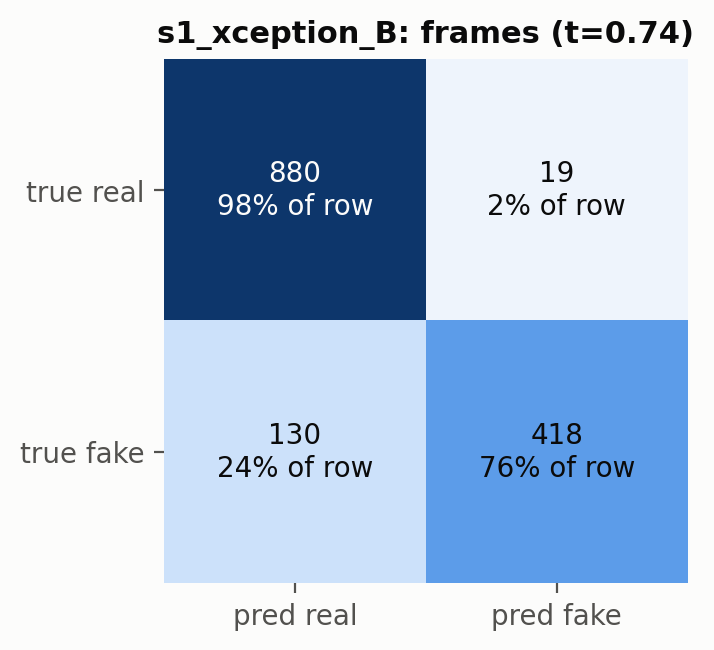 s1_xception_B: frames (t=0.74)
true real
880
98% of row
19
2% of row
true fake
130
24% of row
418
76% of row
pred real
pred fake